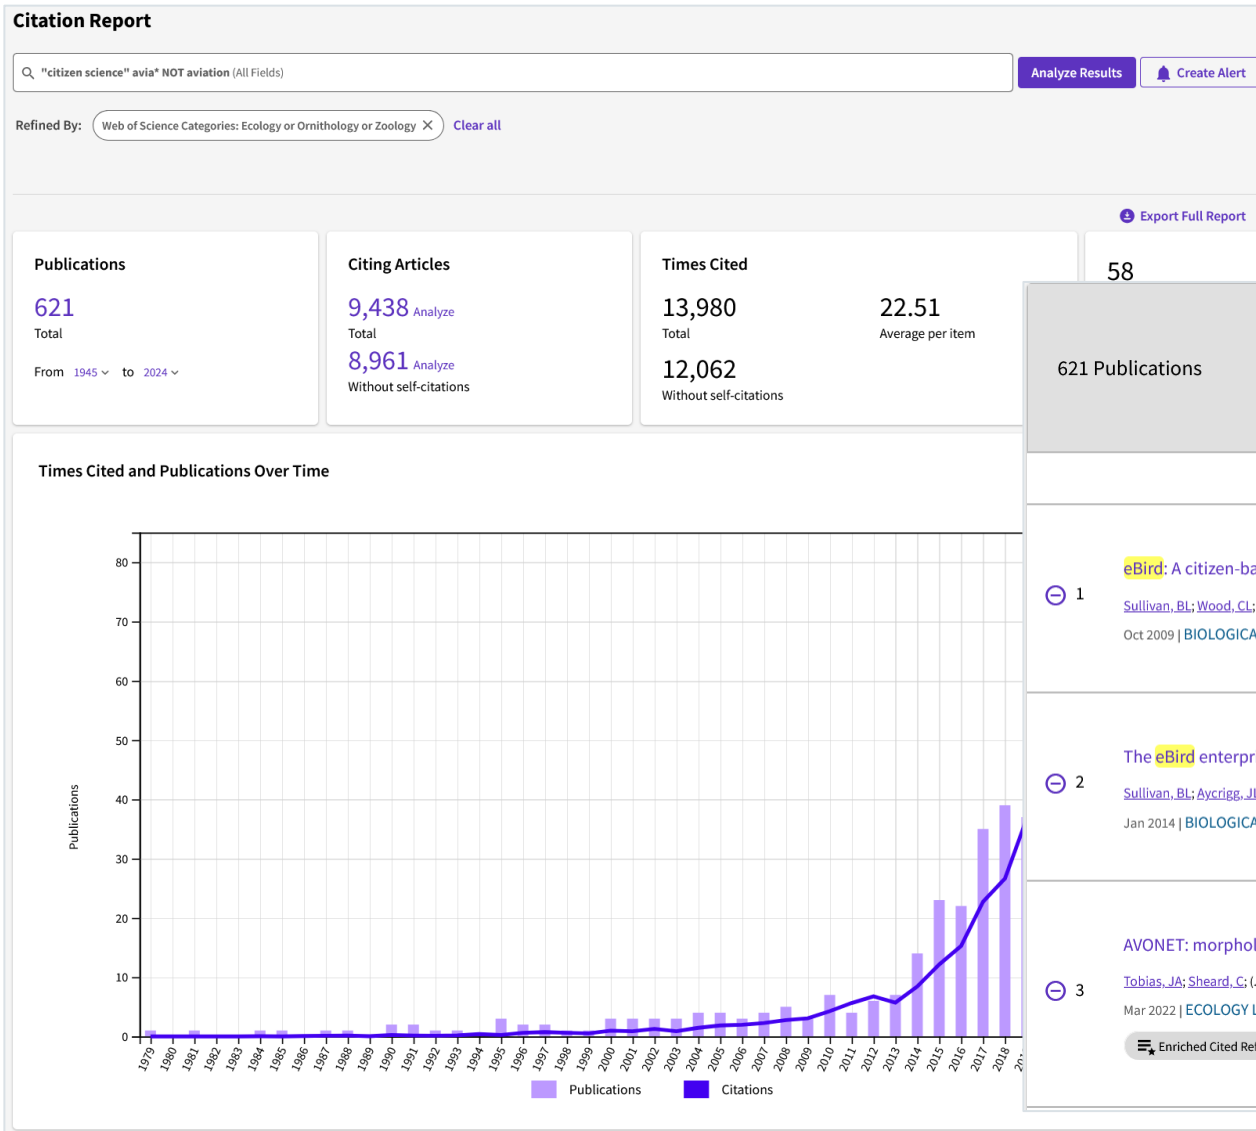 Citation Report
"citizen science" avia* NOT aviation (All Fields)
Analyze Results
Create Alert
Refined By:
Web of Science Categories: Ecology or Ornithology or Zoology
Clear all
Export Full Report
Publications
621
Total
From 1945 to 2024
Citing Articles
9,438 Analyze
Total
8,961 Analyze
Without self-citations
Times Cited
13,980
Total
12,062
Without self-citations
22.51
Average per item
58
Times Cited and Publications Over Time
Publications
80
70
60
50
40
30
20
10
0
1979 1980 1981 1982 1983 1984 1985 1986 1987 1988 1989 1990 1991 1992 1993 1994 1995 1996 1997 1998 1999 2000 2001 2002 2003 2004 2005 2006 2007 2008 2009 2010 2011 2012 2013 2014 2015 2016 2017 2018
Publications Citations
621 Publications
1
eBird: A citizen-ba
Sullivan, BL; Wood, CL;
Oct 2009 | BIOLOGICA
2
The eBird enterpr
Sullivan, BL; Aycrigg, JL
Jan 2014 | BIOLOGICA
3
AVONET: morphol
Tobias, JA; Sheard, C; (.
Mar 2022 | ECOLOGY L
Enriched Cited Ref